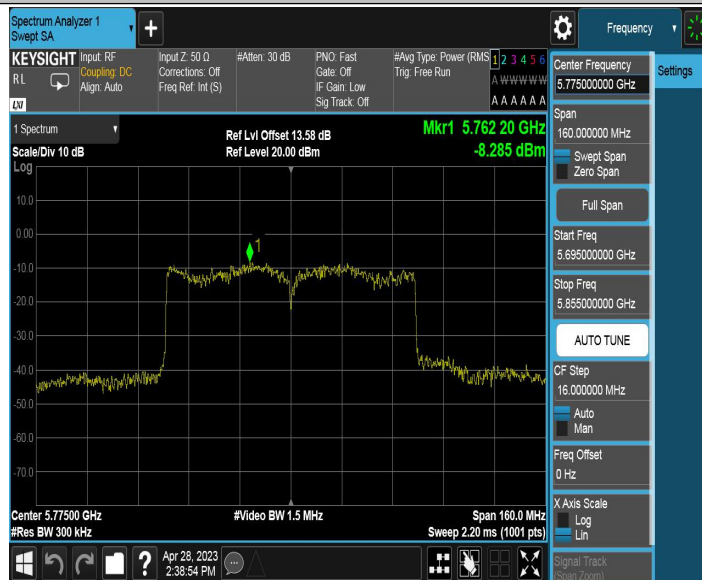 Spectrum Analyzer 1
Swept SA
+
Frequency
KEYSIGHT
RL
LXI
Input: RF
Coupling: DC
Align: Auto
Input Z: 50 Ω
Corrections: Off
Freq Ref: Int (S)
#Atten: 30 dB
PNO: Fast
Gate: Off
IF Gain: Low
Sig Track: Off
#Avg Type: Power (RMS
Trig: Free Run
1 2 3 4 5 6
A W W W W W
A A A A A A
1 Spectrum
Scale/Div 10 dB
Log
Ref Lvl Offset 13.58 dB
Ref Level 20.00 dBm
Mkr1 5.762 20 GHz
-8.285 dBm
10.0
0.00
-10.0
-20.0
-30.0
-40.0
-50.0
-60.0
-70.0
1
Center 5.77500 GHz
#Res BW 300 kHz
#Video BW 1.5 MHz
Span 160.0 MHz
Sweep 2.20 ms (1001 pts)
Center Frequency
5.775000000 GHz
Settings
Span
160.000000 MHz
Swept Span
Zero Span
Full Span
Start Freq
5.695000000 GHz
Stop Freq
5.855000000 GHz
AUTO TUNE
CF Step
16.000000 MHz
Auto
Man
Freq Offset
0 Hz
X Axis Scale
Log
Lin
Signal Track
(Span Zoom)
?
Apr 28, 2023
2:38:54 PM